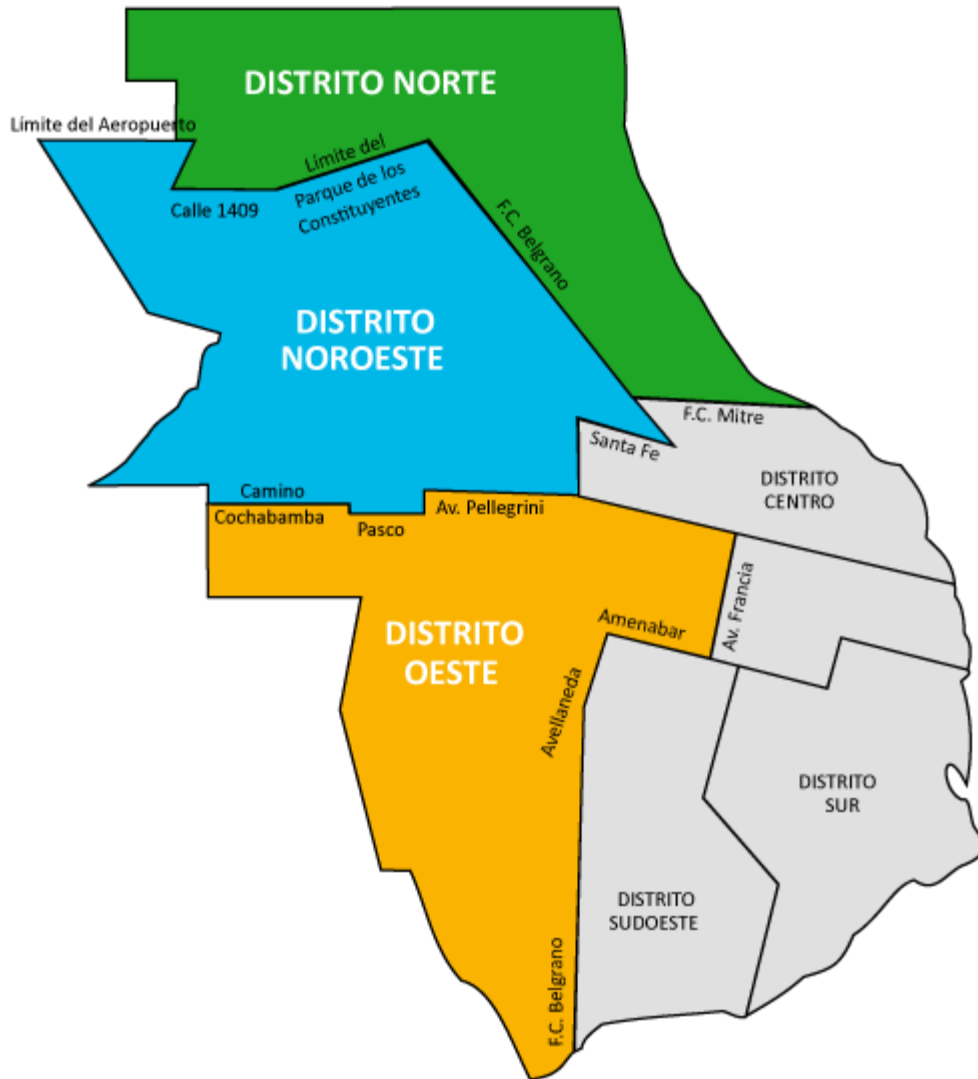 DISTRITO NORTE
Límite del Aeropuerto
Límite del
Parque de los
Constituyentes
Calle 1409
F.C. Belgrano
DISTRITO
NOROESTE
F.C. Mitre
Santa Fe
DISTRITO
CENTRO
Camino
Cochabamba
Pasco
Av. Pellegrini
Av. Francia
Amenabar
DISTRITO
OESTE
Avellaneda
DISTRITO
SUR
DISTRITO
SUDOESTE
F.C. Belgrano